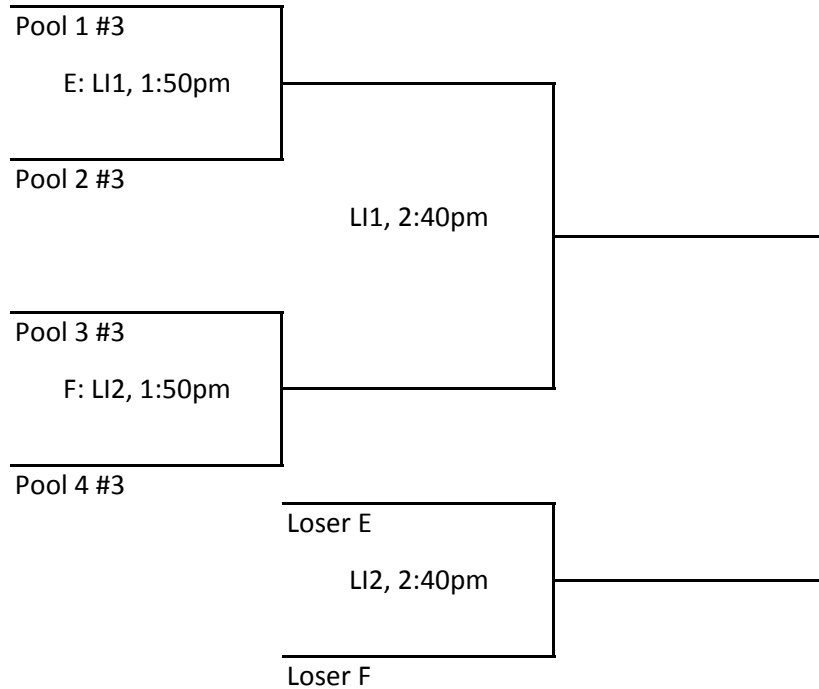 Pool 1 #3
E: LI1, 1:50pm
Pool 2 #3
LI1, 2:40pm
Pool 3 #3
F: LI2, 1:50pm
Pool 4 #3
Loser E
LI2, 2:40pm
Loser F